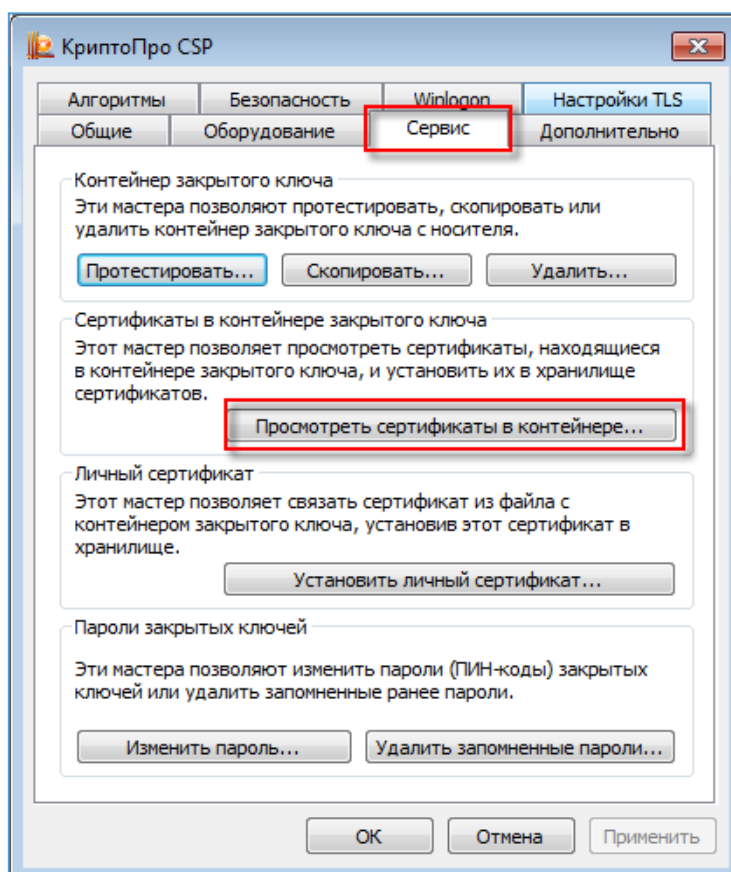 КриптоПро CSP
Алгоритмы Безопасность Winlogon Настройки TLS
Общие Оборудование Сервис Дополнительно
Контейнер закрытого ключа
Эти мастера позволяют протестировать, скопировать или
удалить контейнер закрытого ключа с носителя.
Протестировать... Скопировать... Удалить...
Сертификаты в контейнере закрытого ключа
Этот мастер позволяет просмотреть сертификаты, находящиеся
в контейнере закрытого ключа, и установить их в хранилище
сертификатов.
Просмотреть сертификаты в контейнере...
Личный сертификат
Этот мастер позволяет связать сертификат из файла с
контейнером закрытого ключа, установив этот сертификат в
хранилище.
Установить личный сертификат...
Пароли закрытых ключей
Эти мастера позволяют изменить пароли (ПИН-коды) закрытых
ключей или удалить запомненные ранее пароли.
Изменить пароль... Удалить запомненные пароли...
ОК Отмена Применить